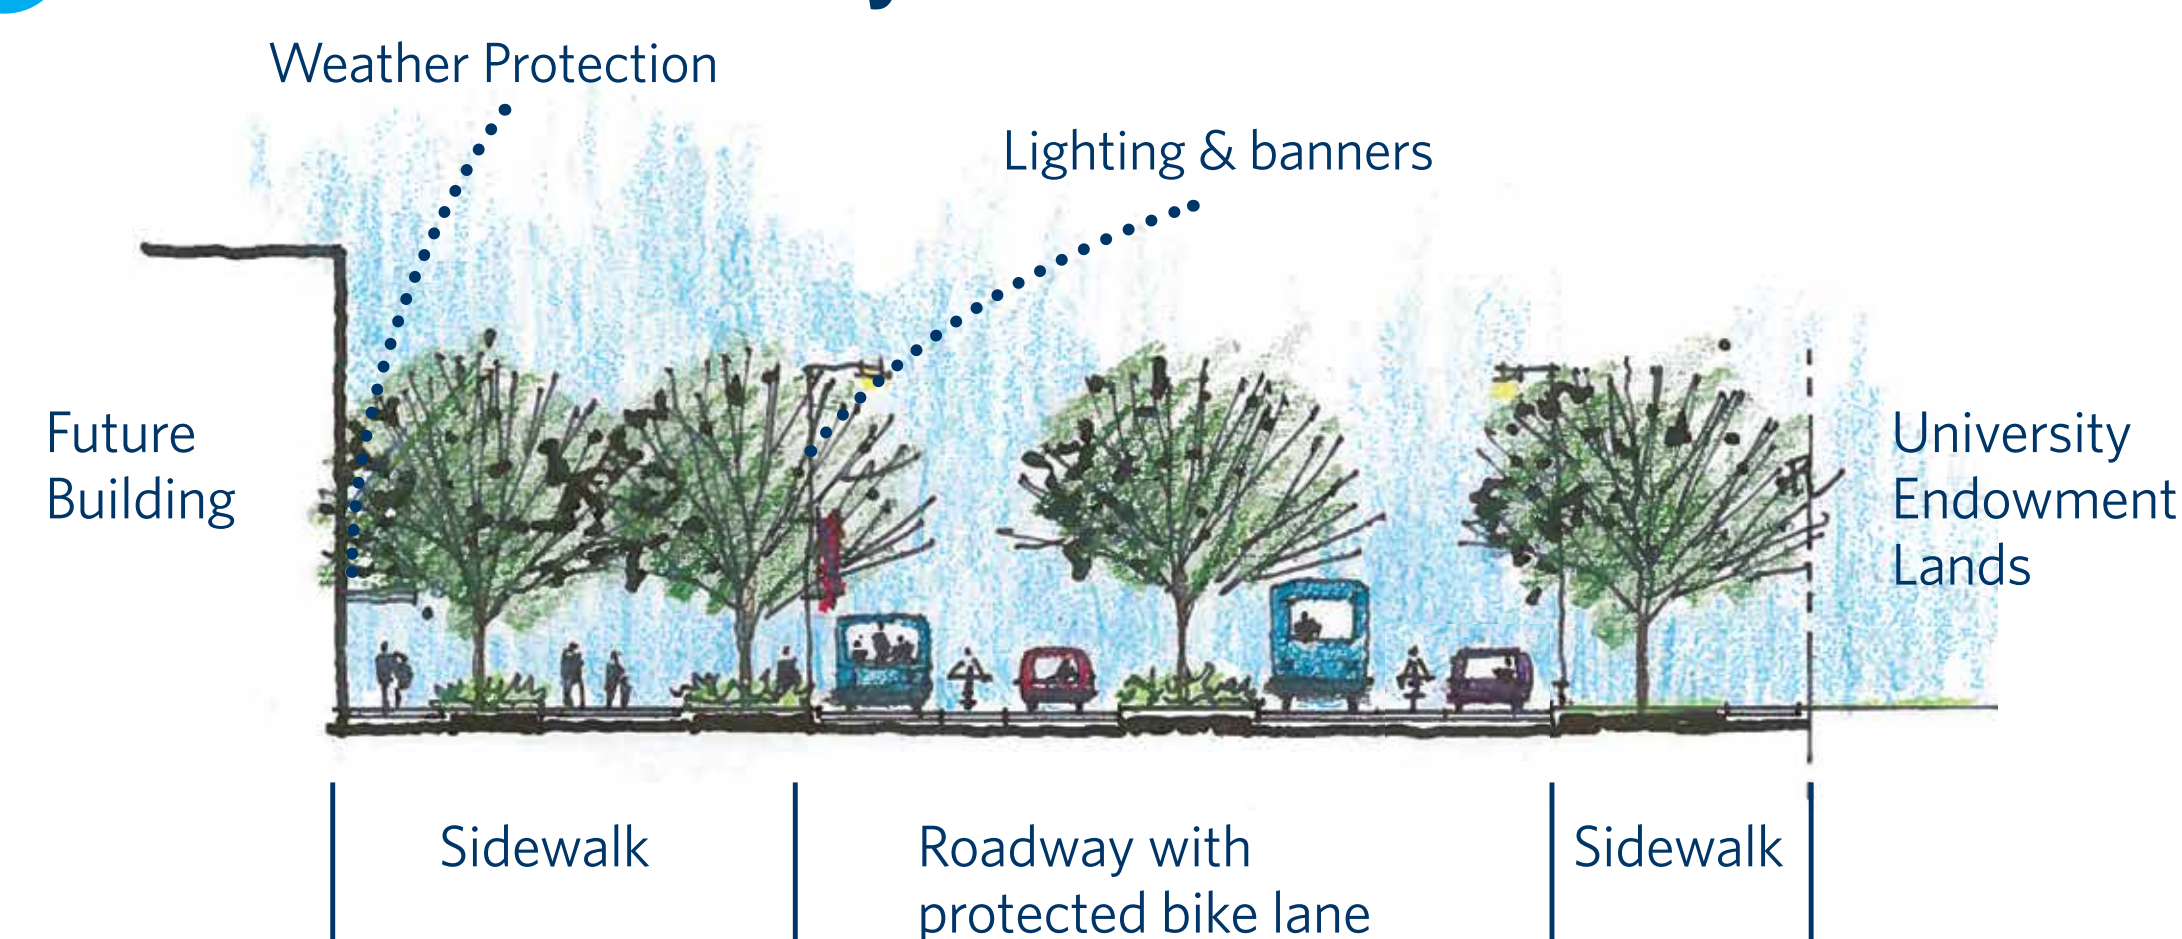 Weather Protection
Lighting & banners
Future
Building
University
Endowment
Lands
Sidewalk
Roadway with
protected bike lane
Sidewalk